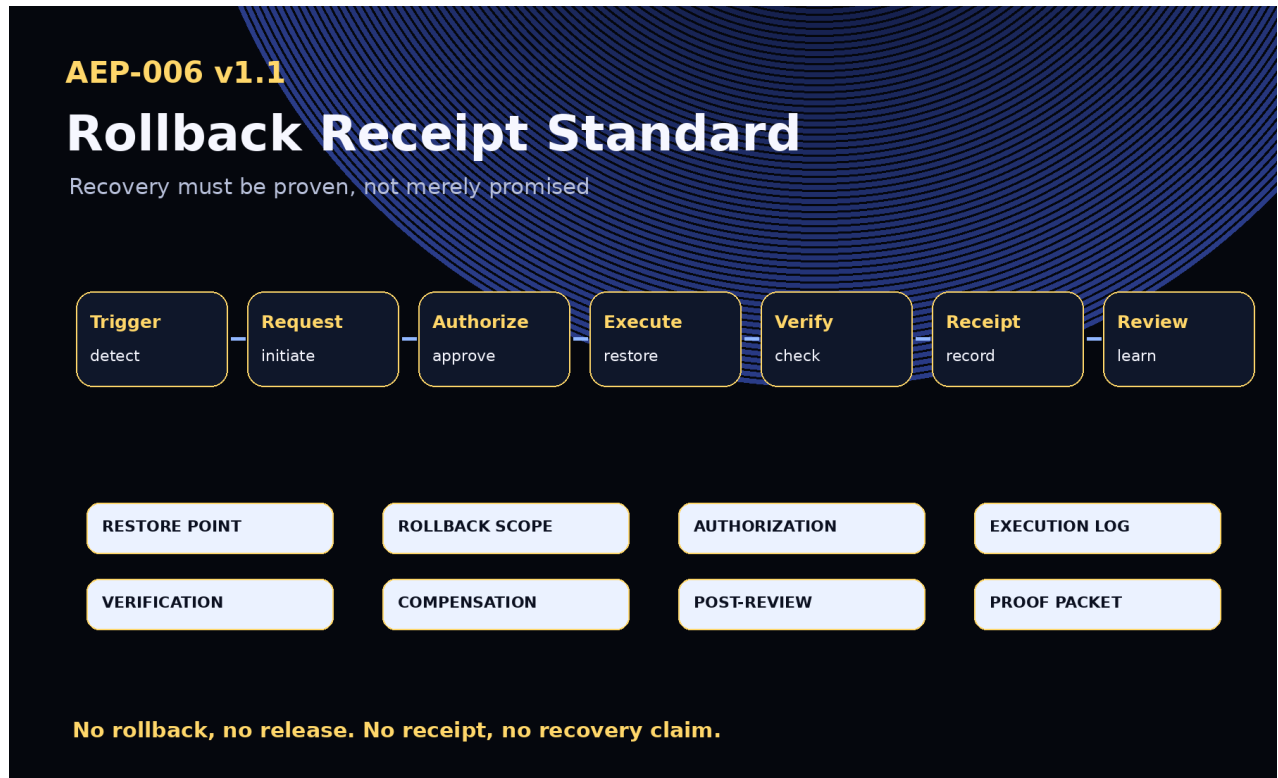 AEP-006 v1.1
Rollback Receipt Standard
Recovery must be proven, not merely promised
Trigger
detect
Request
initiate
Authorize
approve
Execute
restore
Verify
check
Receipt
record
Review
learn
RESTORE POINT
ROLLBACK SCOPE
AUTHORIZATION
EXECUTION LOG
VERIFICATION
COMPENSATION
POST-REVIEW
PROOF PACKET
No rollback, no release. No receipt, no recovery claim.